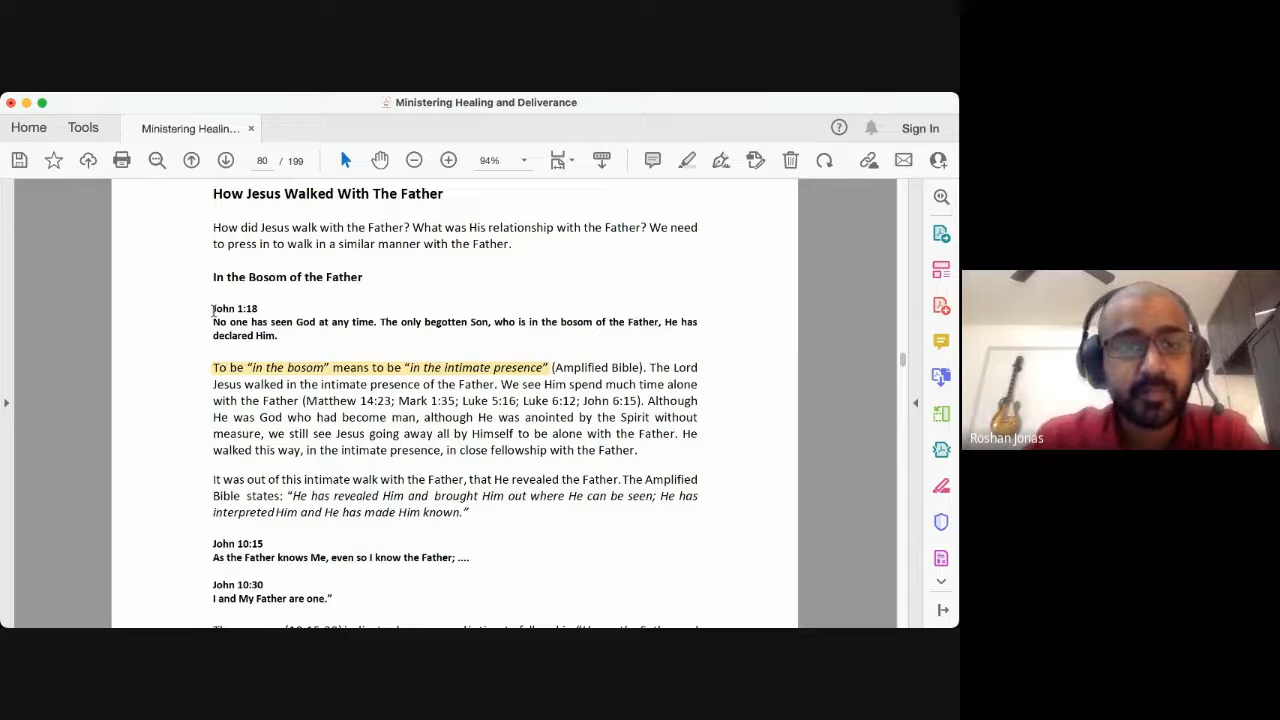 Ministering Healing and Deliverance
Home Tools Ministering Healin... × Sign In
80 / 199 94%
How Jesus Walked With The Father
How did Jesus walk with the Father? What was His relationship with the Father? We need
to press in to walk in a similar manner with the Father.
In the Bosom of the Father
John 1:18
No one has seen God at any time. The only begotten Son, who is in the bosom of the Father, He has
declared Him.
To be “in the bosom” means to be “in the intimate presence” (Amplified Bible). The Lord
Jesus walked in the intimate presence of the Father. We see Him spend much time alone
with the Father (Matthew 14:23; Mark 1:35; Luke 5:16; Luke 6:12; John 6:15). Although
He was God who had become man, although He was anointed by the Spirit without
measure, we still see Jesus going away all by Himself to be alone with the Father. He
walked this way, in the intimate presence, in close fellowship with the Father.
It was out of this intimate walk with the Father, that He revealed the Father. The Amplified
Bible states: “He has revealed Him and brought Him out where He can be seen; He has
interpreted Him and He has made Him known.”
John 10:15
As the Father knows Me, even so I know the Father; ....
John 10:30
I and My Father are one.”
Roshan Jonas